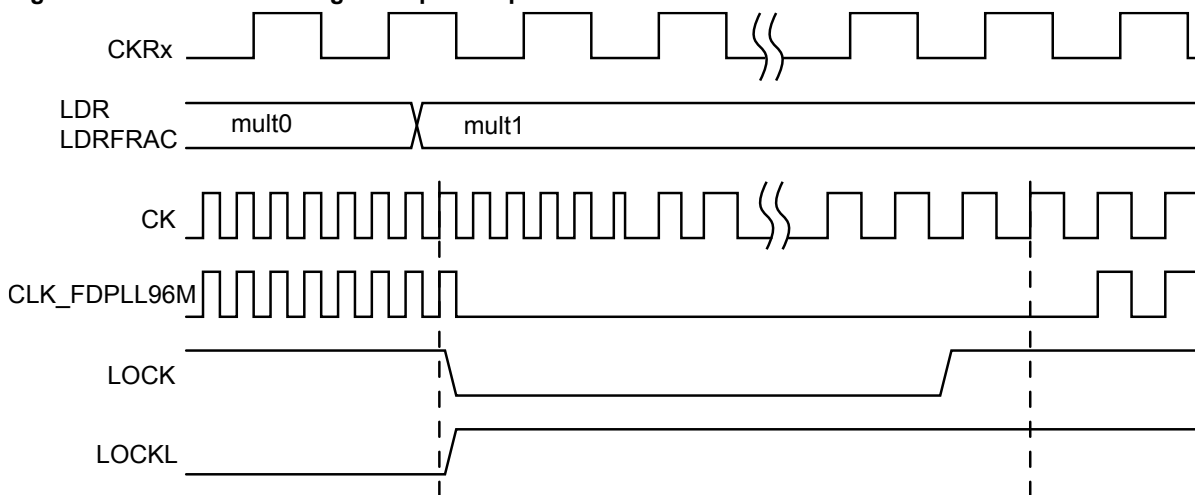 CKRx
LDR
LDRFRAC
mult0
mult1
CK
CLK_FDPLL96M
LOCK
LOCKL